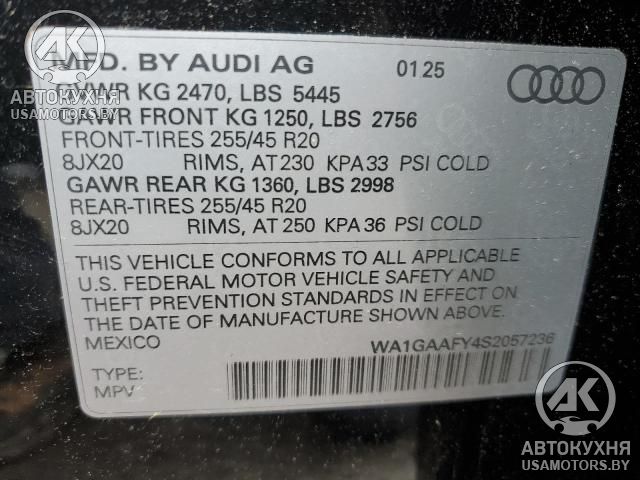 MFD. BY AUDI AG 01.25
GVWR KG 2470, LBS 5445
GAWR FRONT KG 1250, LBS 2756
FRONT-TIRES 255/45 R20
8JX20 RIMS, AT 230 KPA 33 PSI COLD
GAWR REAR KG 1360, LBS 2998
REAR-TIRES 255/45 R20
8JX20 RIMS, AT 250 KPA 36 PSI COLD
THIS VEHICLE CONFORMS TO ALL APPLICABLE
U.S. FEDERAL MOTOR VEHICLE SAFETY AND
THEFT PREVENTION STANDARDS IN EFFECT ON
THE DATE OF MANUFACTURE SHOWN ABOVE.
MEXICO WA1GAAFY4S2057236
TYPE:
MPV
АК
АВТОКУХНЯ
USAMOTORS.BY
АК
АВТОКУХНЯ
USAMOTORS.BY